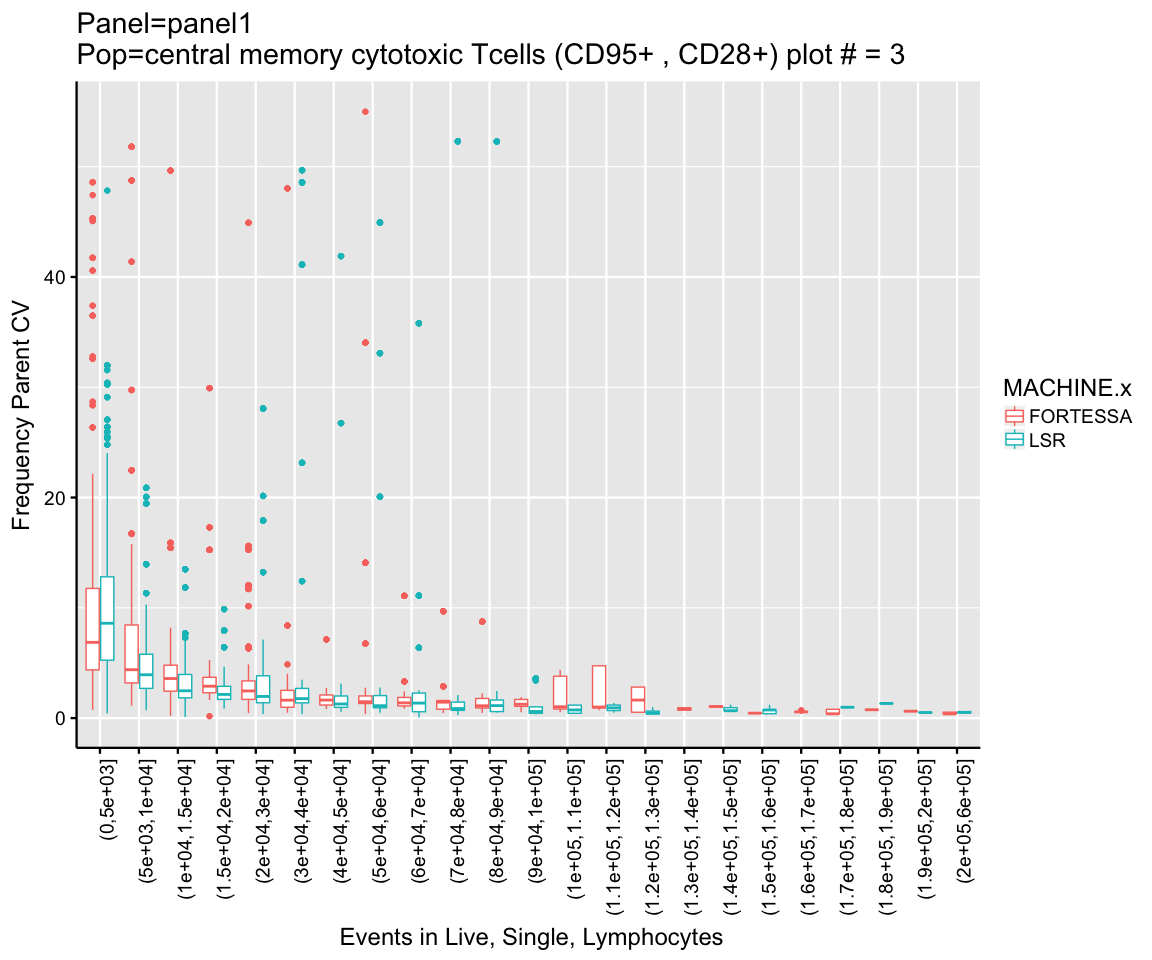 Panel=panel1
Pop=central memory cytotoxic Tcells (CD95+ , CD28+) plot # = 3
Frequency Parent CV
40
20
0
(0,5e+03]
(5e+03,1e+04]
(1e+04,1.5e+04]
(1.5e+04,2e+04]
(2e+04,3e+04]
(3e+04,4e+04]
(4e+04,5e+04]
(5e+04,6e+04]
(6e+04,7e+04]
(7e+04,8e+04]
(8e+04,9e+04]
(9e+04,1e+05]
(1e+05,1.1e+05]
(1.1e+05,1.2e+05]
(1.2e+05,1.3e+05]
(1.3e+05,1.4e+05]
(1.4e+05,1.5e+05]
(1.5e+05,1.6e+05]
(1.6e+05,1.7e+05]
(1.7e+05,1.8e+05]
(1.8e+05,1.9e+05]
(1.9e+05,2e+05]
(2e+05,6e+05]
Events in Live, Single, Lymphocytes
MACHINE.x
FORTESSA
LSR